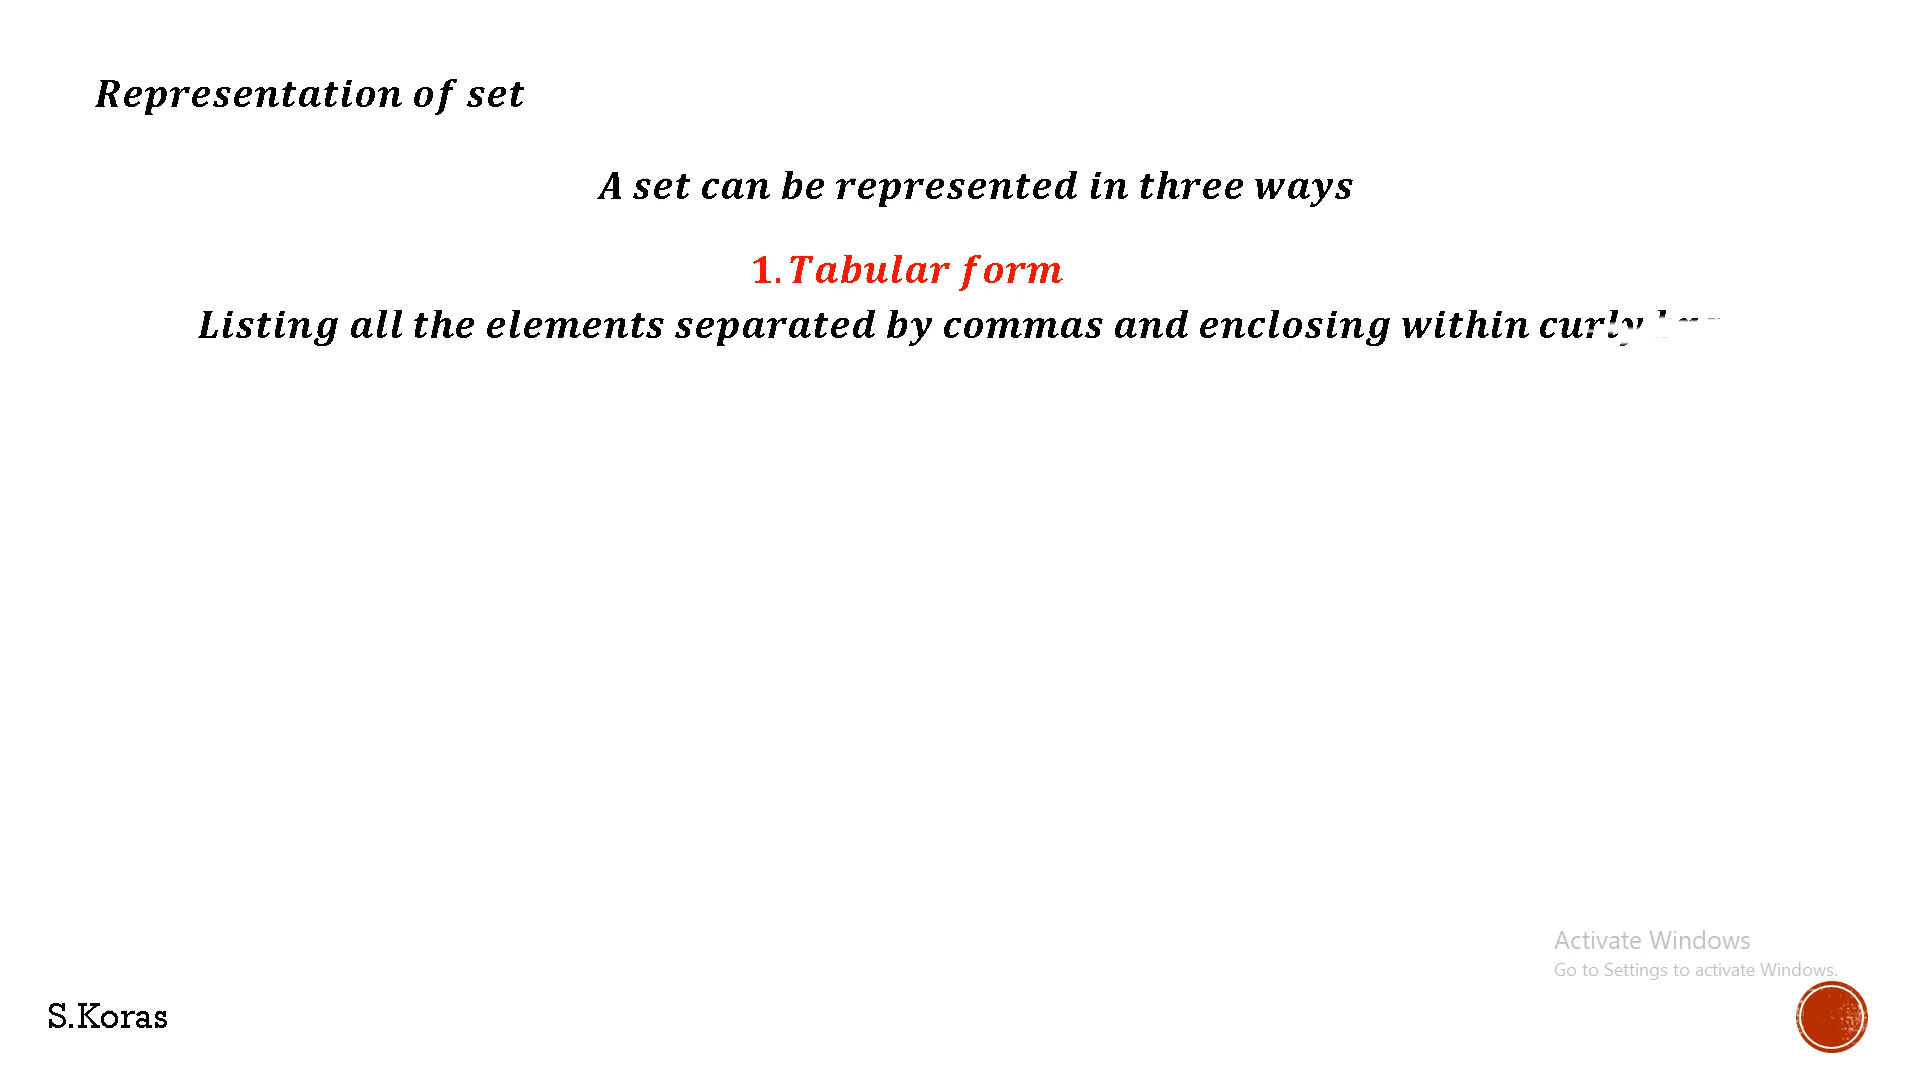 Representation of set
A set can be represented in three ways
1. Tabular form
Listing all the elements separated by commas and enclosing within curly
Activate Windows
Go to Settings to activate Windows.
S.Koras